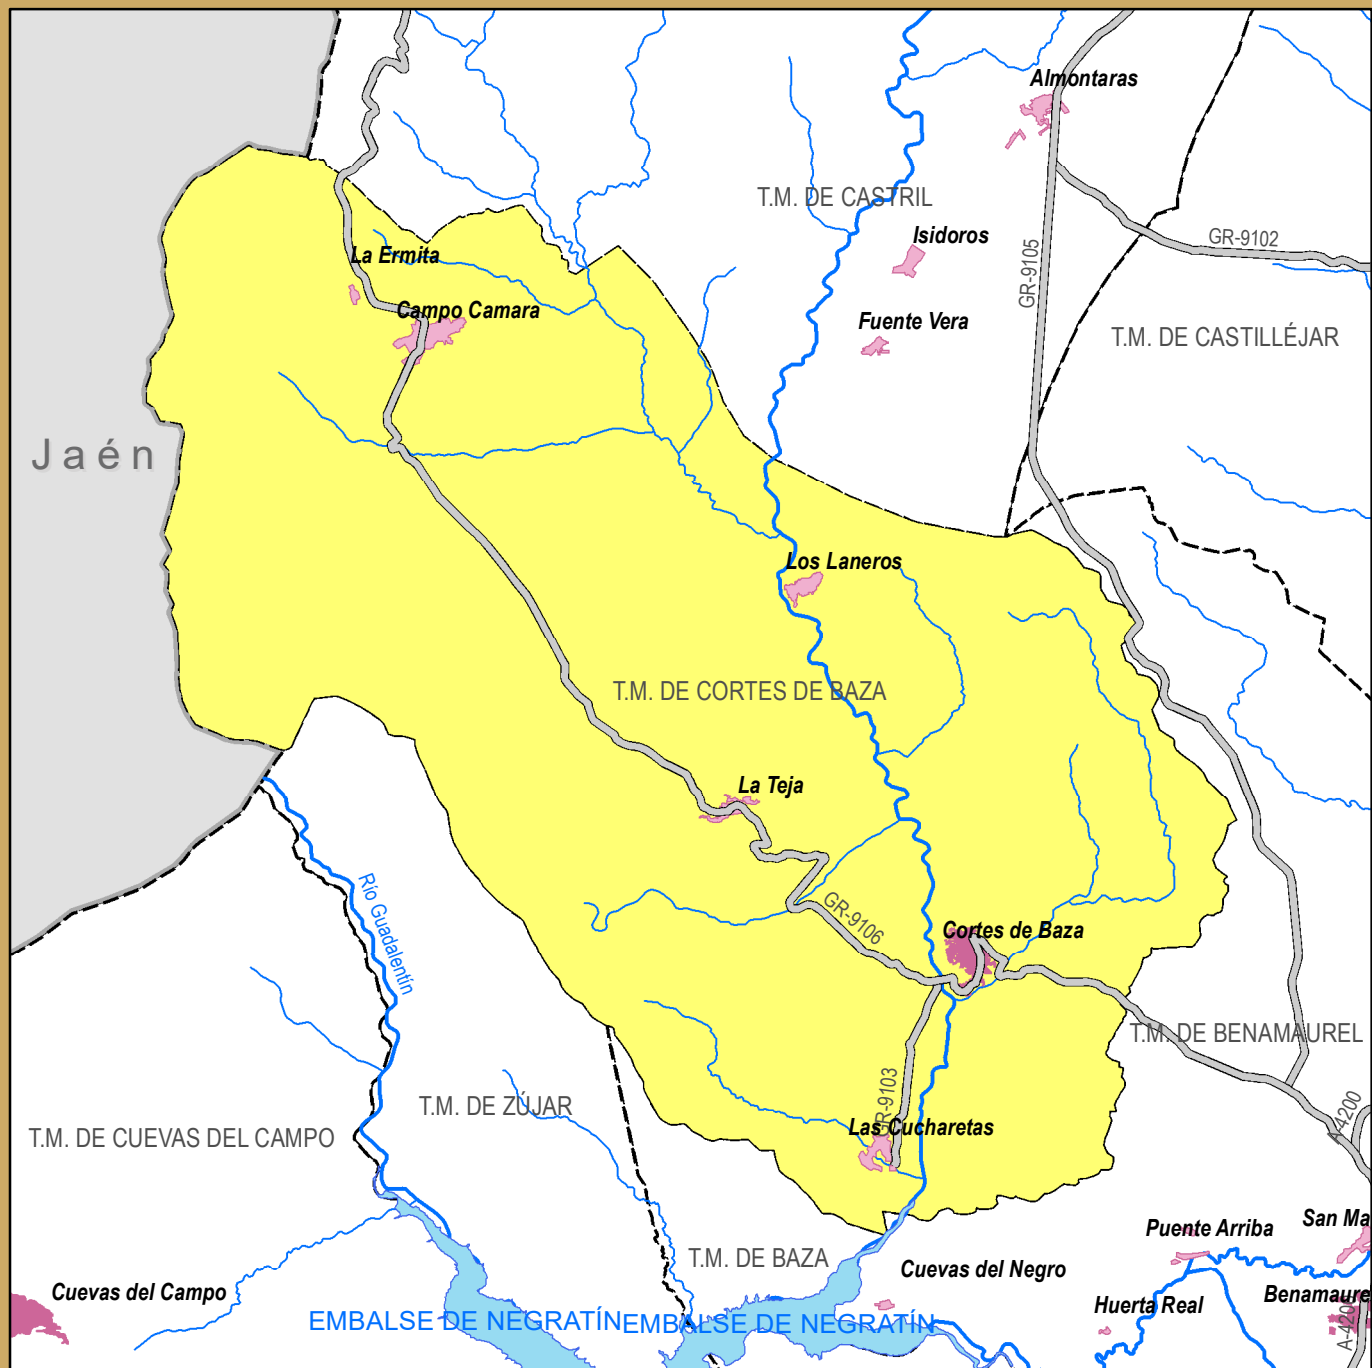 Almontaras
T.M. DE CASTRIL
Isidoros
GR-9102
La Ermita
GR-9105
Campo Camara
Fuente Vera
T.M. DE CASTILLÉJAR
Jaén
Los Laneros
T.M. DE CORTES DE BAZA
La Teja
Río Guadalentín
GR-9106
Cortes de Baza
T.M. DE BENAMAUREL
GR-9103
T.M. DE ZÚJAR
A-4200
Las Cucharetas
T.M. DE CUEVAS DEL CAMPO
San Ma
Puente Arriba
T.M. DE BAZA
Cuevas del Negro
Cuevas del Campo
Benamaure
Huerta Real
EMBALSE DE NEGRATÍN
EMBALSE DE NEGRATÍN